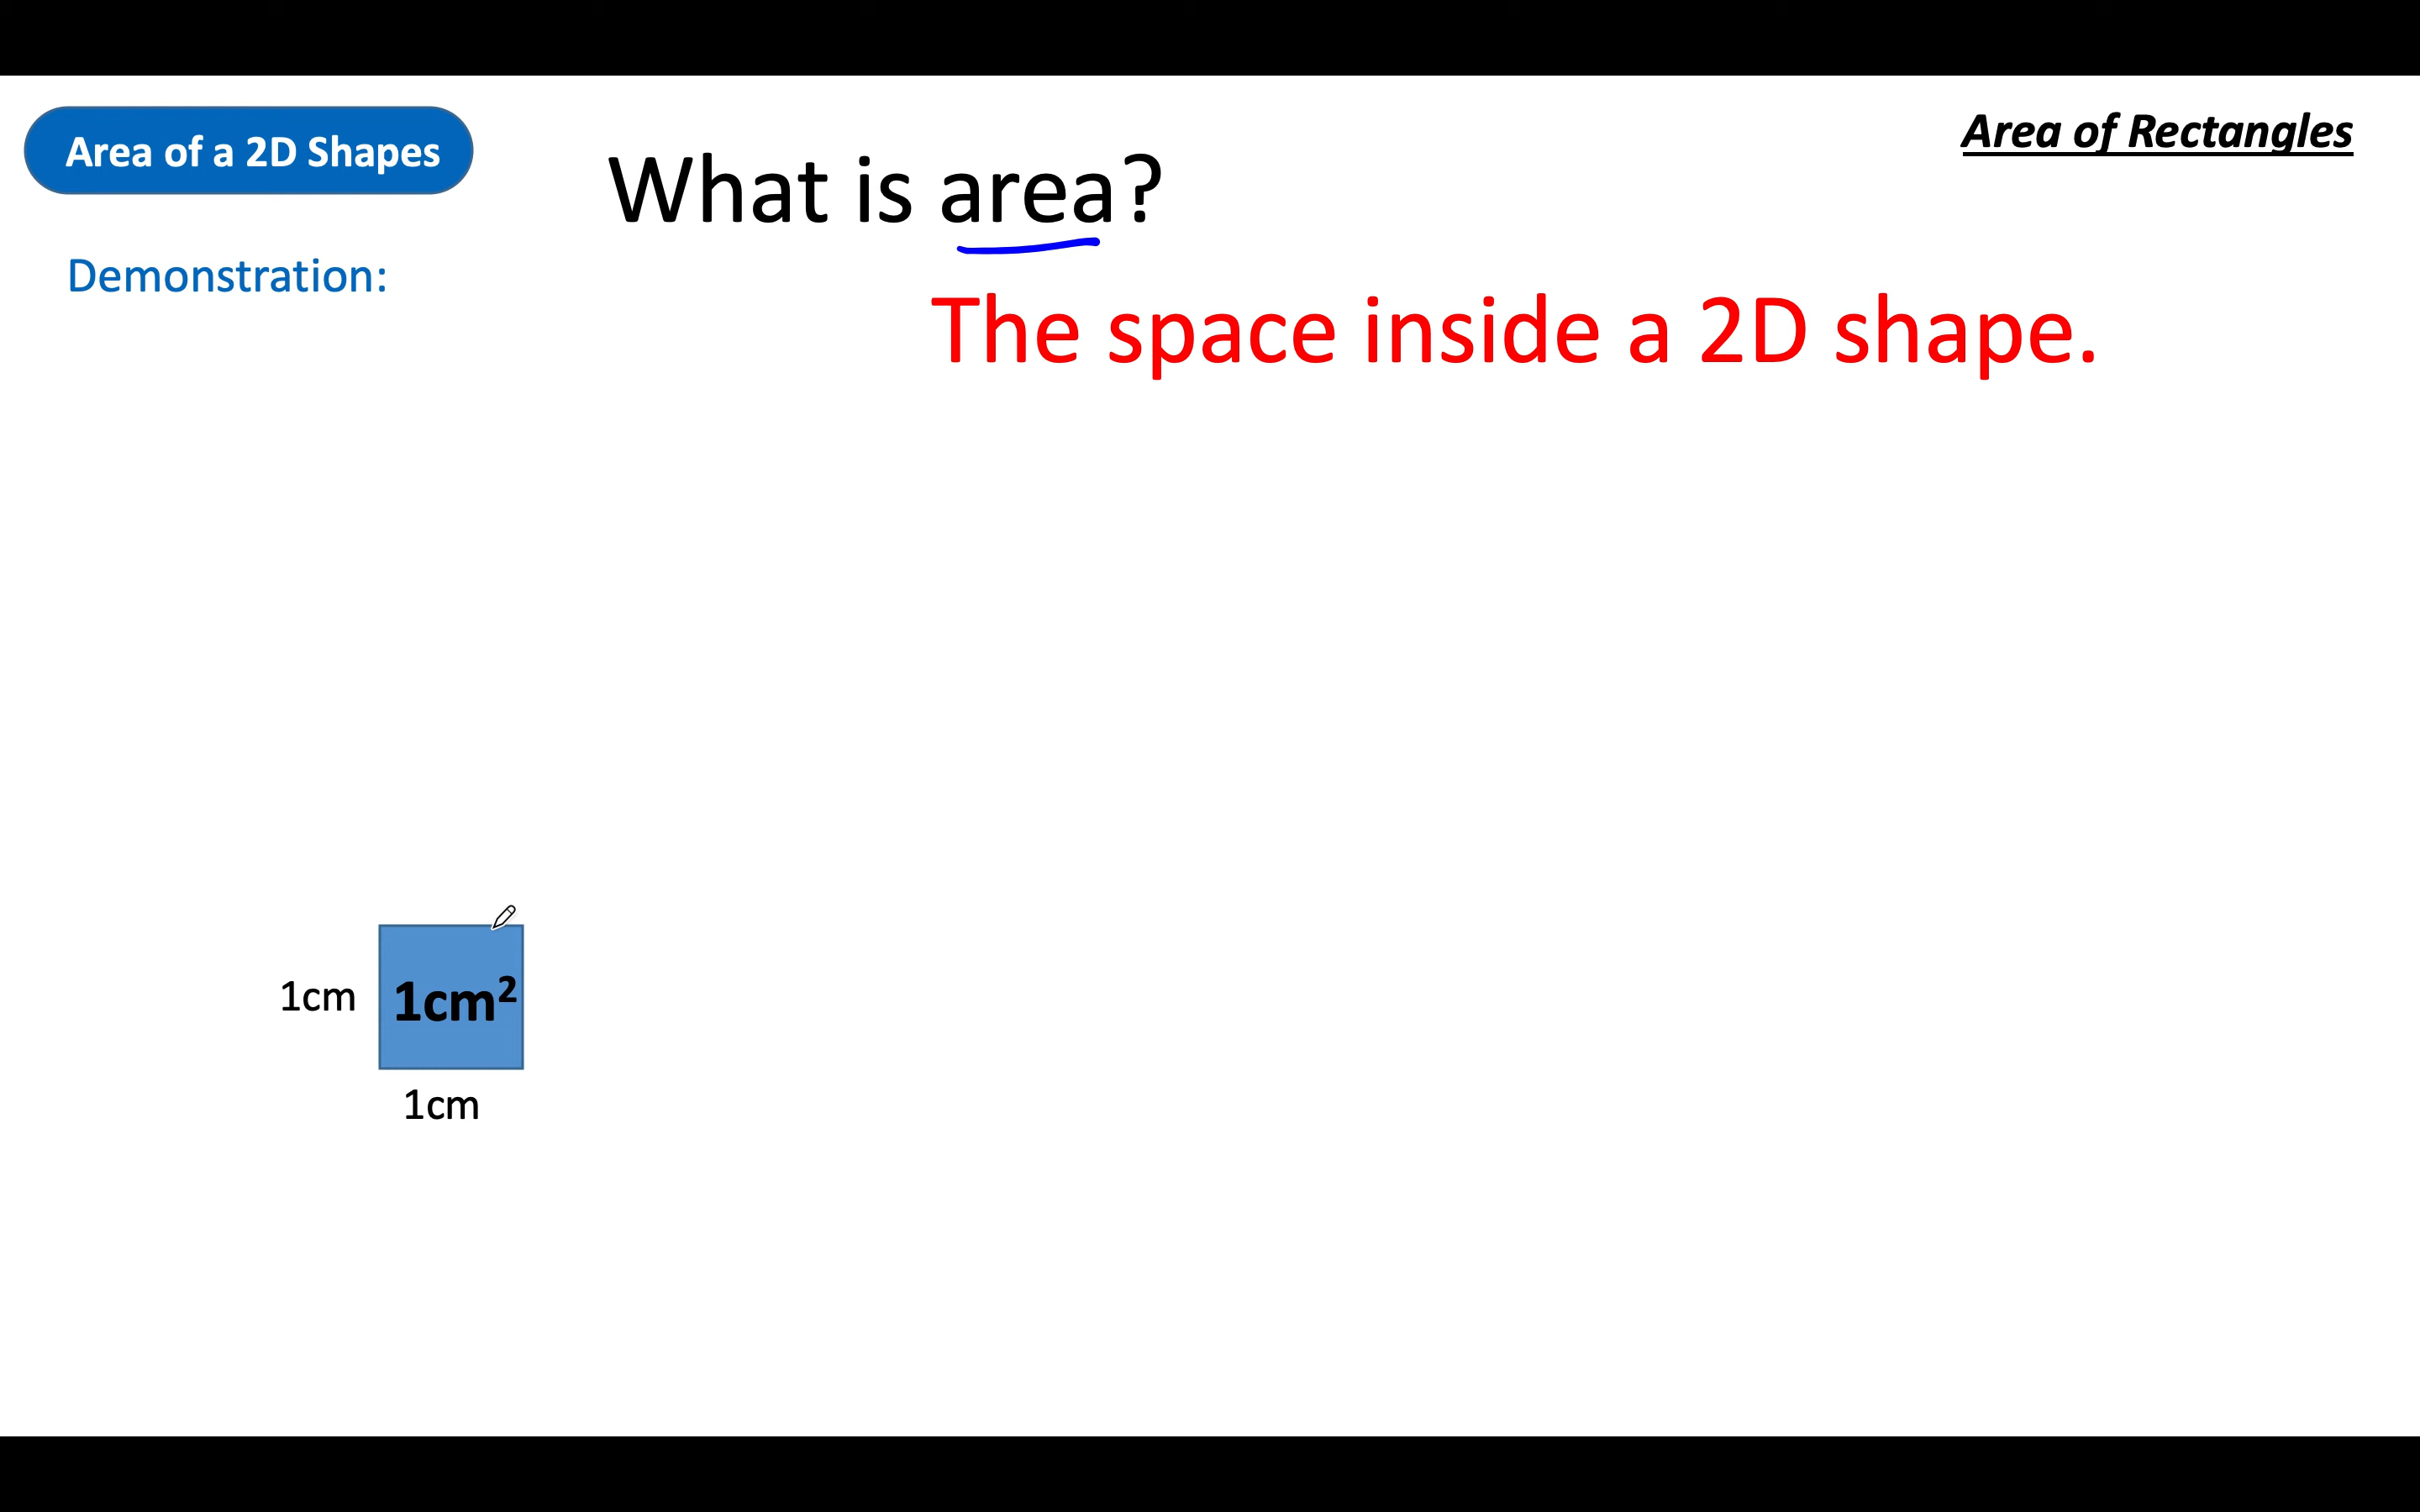 Area of a 2D Shapes
Area of Rectangles
What is area?
Demonstration:
The space inside a 2D shape.
1cm
1cm²
1cm